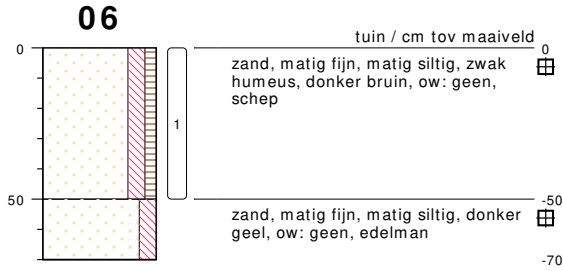 06
tuin / cm tov maaiveld
0
0
zand, matig fijn, matig siltig, zwak
humeus, donker bruin, ow: geen,
schep
1
50
-50
zand, matig fijn, matig siltig, donker
geel, ow: geen, edelman
-70